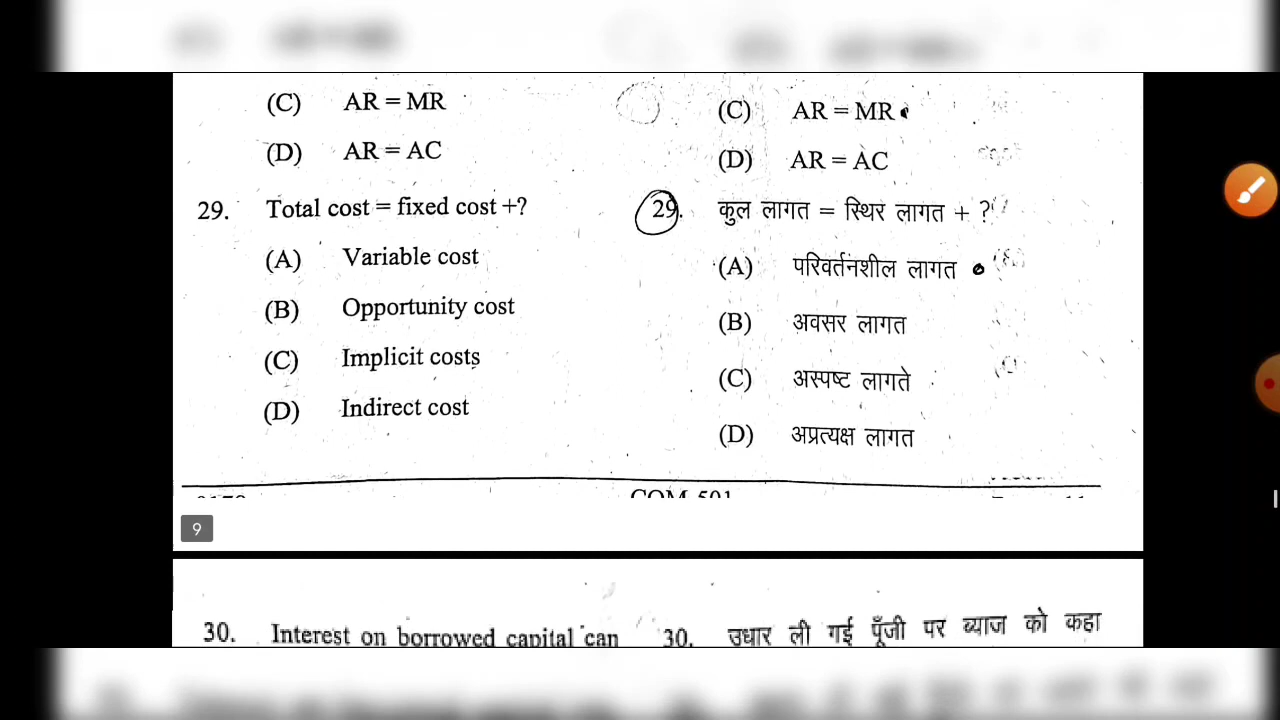 (C) AR = MR
(D) AR = AC
29. Total cost = fixed cost +?
(A) Variable cost
(B) Opportunity cost
(C) Implicit costs
(D) Indirect cost
(C) AR = MR
(D) AR = AC
29. कुल लागत = स्थिर लागत + ?
(A) परिवर्तनशील लागत
(B) अवसर लागत
(C) अस्पष्ट लागते
(D) अप्रत्यक्ष लागत
COM-501
9
30. Interest on borrowed capital can
30. उधार ली गई पूँजी पर ब्याज को कहा